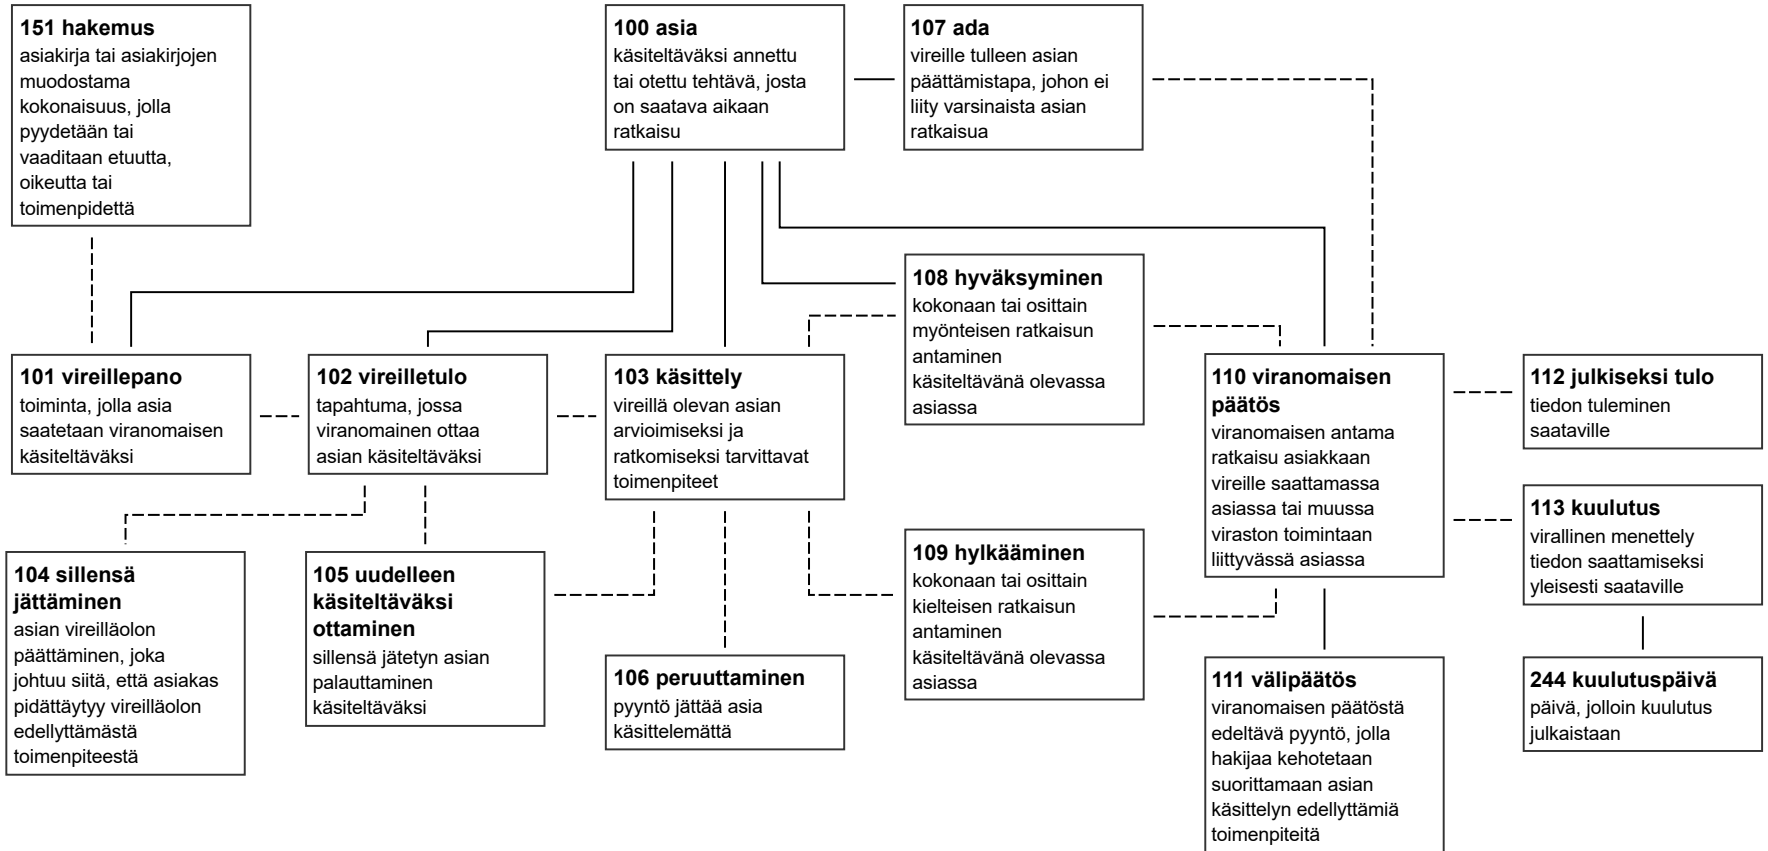 151 hakemus
asiakirja tai asiakirjojen
muodostama
kokonaisuus, jolla
pyydetään tai
vaaditaan etuutta,
oikeutta tai
toimenpidettä
100 asia
käsiteltäväksi annettu
tai otettu tehtävä, josta
on saatava aikaan
ratkaisu
107 ada
vireille tulleen asian
päättämistapa, johon ei
liity varsinaista asian
ratkaisua
108 hyväksyminen
kokonaan tai osittain
myönteisen ratkaisun
antaminen
käsiteltävänä olevassa
asiassa
101 vireillepano
toiminta, jolla asia
saatetaan viranomaisen
käsiteltäväksi
102 vireilletulo
tapahtuma, jossa
viranomainen ottaa
asian käsiteltäväksi
103 käsittely
vireillä olevan asian
arvioimiseksi ja
ratkomiseksi tarvittavat
toimenpiteet
110 viranomaisen
päätös
viranomaisen antama
ratkaisu asiakkaan
vireille saattamassa
asiassa tai muussa
viraston toimintaan
liittyvässä asiassa
112 julkiseksi tulo
tiedon tuleminen
saataville
113 kuulutus
virallinen menettely
tiedon saattamiseksi
yleisesti saataville
104 sillensä
jättäminen
asian vireilläolon
päättäminen, joka
johtuu siitä, että asiakas
pidättäytyy vireilläolon
edellyttämästä
toimenpiteestä
105 uudelleen
käsiteltäväksi
ottaminen
sillensä jätetyn asian
palauttaminen
käsiteltäväksi
106 peruuttaminen
pyyntö jättää asia
käsittelemättä
109 hylkääminen
kokonaan tai osittain
kielteisen ratkaisun
antaminen
käsiteltävänä olevassa
asiassa
111 välipäätös
viranomaisen päätöstä
edeltävä pyyntö, jolla
hakijaa kehotetaan
suorittamaan asian
käsittelyn edellyttämiä
toimenpiteitä
244 kuulutuspäivä
päivä, jolloin kuulutus
julkaistaan